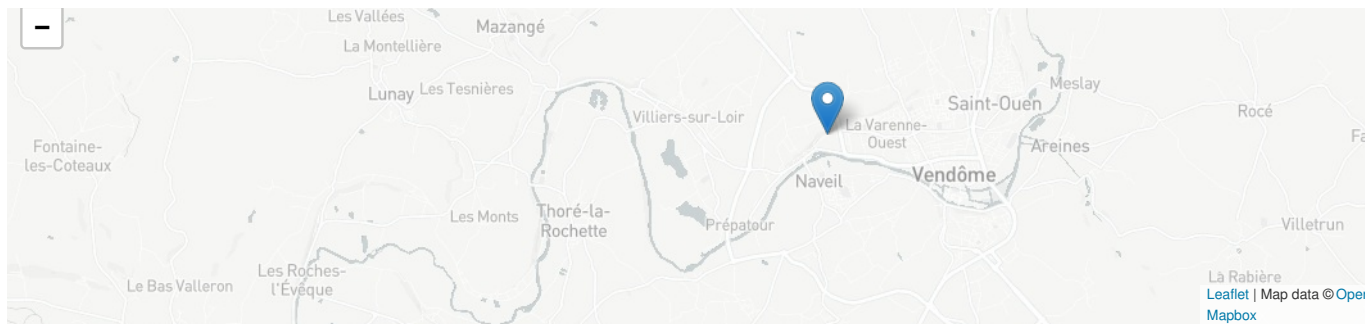 −
Les Vallées
Mazangé
La Montellière
Lunay
Les Tesnières
Meslay
Saint-Ouen
Rocé
Villiers-sur-Loir
La Varenne-
Ouest
Fontaine-
les-Coteaux
Areines
Fa
Naveil
Vendôme
Les Monts
Thoré-la-
Rochette
Prépatour
Villetrun
Les Roches-
l'Évêque
La Rabière
Le Bas Valleron
Leaflet | Map data © Open
Mapbox